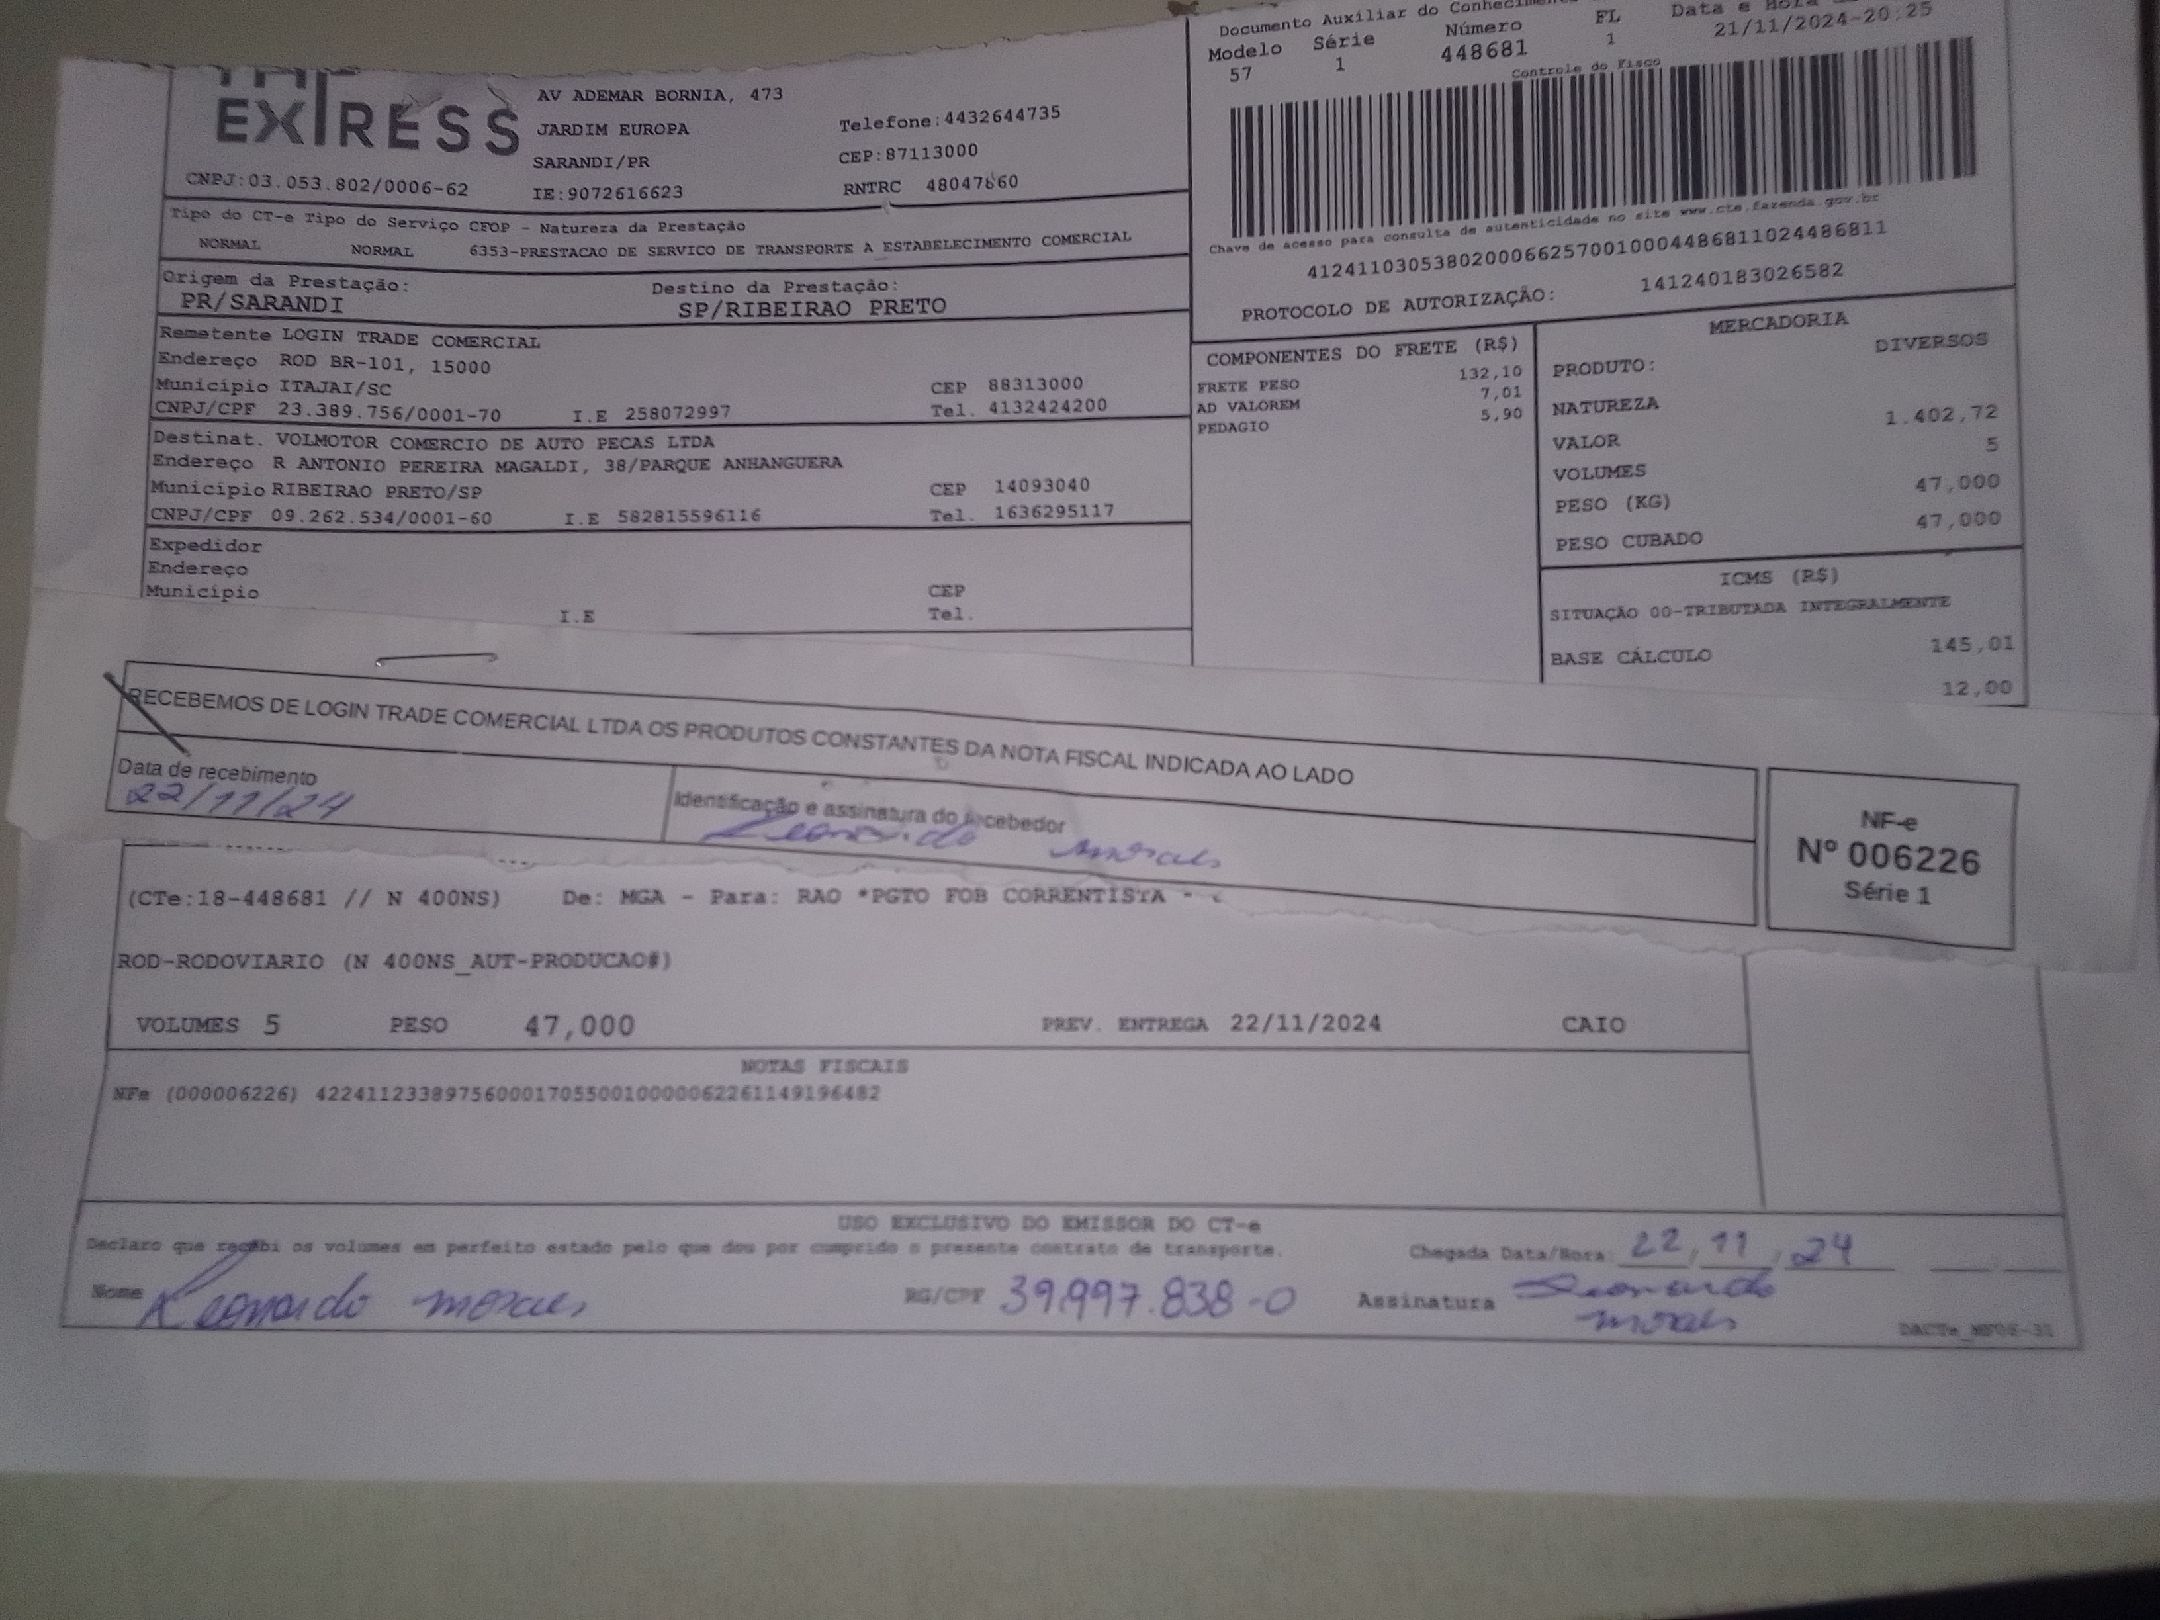 EXPRESS
AV ADEMAR BORNIA, 473
JARDIM EUROPA
SARANDI/PR
IE:9072616623
Telefone:4432644735
CEP:87113000
RNTRC 48047860
CNPJ:03.053.802/0006-62
Documento Auxiliar do
Modelo Série Número FL Data e Hora
57 1 448681 1 21/11/2024-20:25
Controle do Fisco
Chave de acesso para consulta de autenticidade no site www.cte.fazenda.gov.br
41241103053802000662570010004486811024486811
PROTOCOLO DE AUTORIZAÇÃO: 141240183026582
Tipo do CT-e Tipo do Serviço CFOP - Natureza da Prestação
NORMAL NORMAL 6353-PRESTACAO DE SERVICO DE TRANSPORTE A ESTABELECIMENTO COMERCIAL
Origem da Prestação: Destino da Prestação:
PR/SARANDI SP/RIBEIRAO PRETO
Remetente LOGIN TRADE COMERCIAL
Endereço ROD BR-101, 15000
Município ITAJAI/SC CEP 88313000
CNPJ/CPF 23.389.756/0001-70 I.E 258072997 Tel. 4132424200
Destinat. VOLMOTOR COMERCIO DE AUTO PECAS LTDA
Endereço R ANTONIO PEREIRA MAGALDI, 38/PARQUE ANHANGUERA
Município RIBEIRAO PRETO/SP CEP 14093040
CNPJ/CPF 09.262.534/0001-60 I.E 582815596116 Tel. 1636295117
Expedidor
Endereço
Município CEP
I.E Tel.
COMPONENTES DO FRETE (R$)
FRETE PESO 132,10
AD VALOREM 7,01
PEDAGIO 5,90
MERCADORIA
PRODUTO: DIVERSOS
NATUREZA
VALOR 1.402,72
VOLUMES 5
PESO (KG) 47,000
PESO CUBADO 47,000
ICMS (R$)
SITUAÇÃO 00-TRIBUTADA INTEGRALMENTE
BASE CÁLCULO 145,01
12,00
RECEBEMOS DE LOGIN TRADE COMERCIAL LTDA OS PRODUTOS CONSTANTES DA NOTA FISCAL INDICADA AO LADO
Data de recebimento Identificação e assinatura do recebedor
22/11/24 Leonardo Morais
NF-e
Nº 006226
Série 1
(CTe:18-448681 // N 400NS) De: MGA - Para: RAO *PGTO FOB CORRENTISTA -
ROD-RODOVIARIO (N 400NS_AUT-PRODUCAO#)
VOLUMES 5 PESO 47,000 PREV. ENTREGA 22/11/2024 CAIO
NOTAS FISCAIS
NFe (000006226) 42241123389756000170550010000062261149196482
USO EXCLUSIVO DO EMISSOR DO CT-e
Declaro que recebi os volumes em perfeito estado pelo que dou por cumprido o presente contrato de transporte. Chegada Data/Hora: 22, 11, 24
Nome Leonardo Morais RG/CPF 39.997.838-0 Assinatura Leonardo
Morais